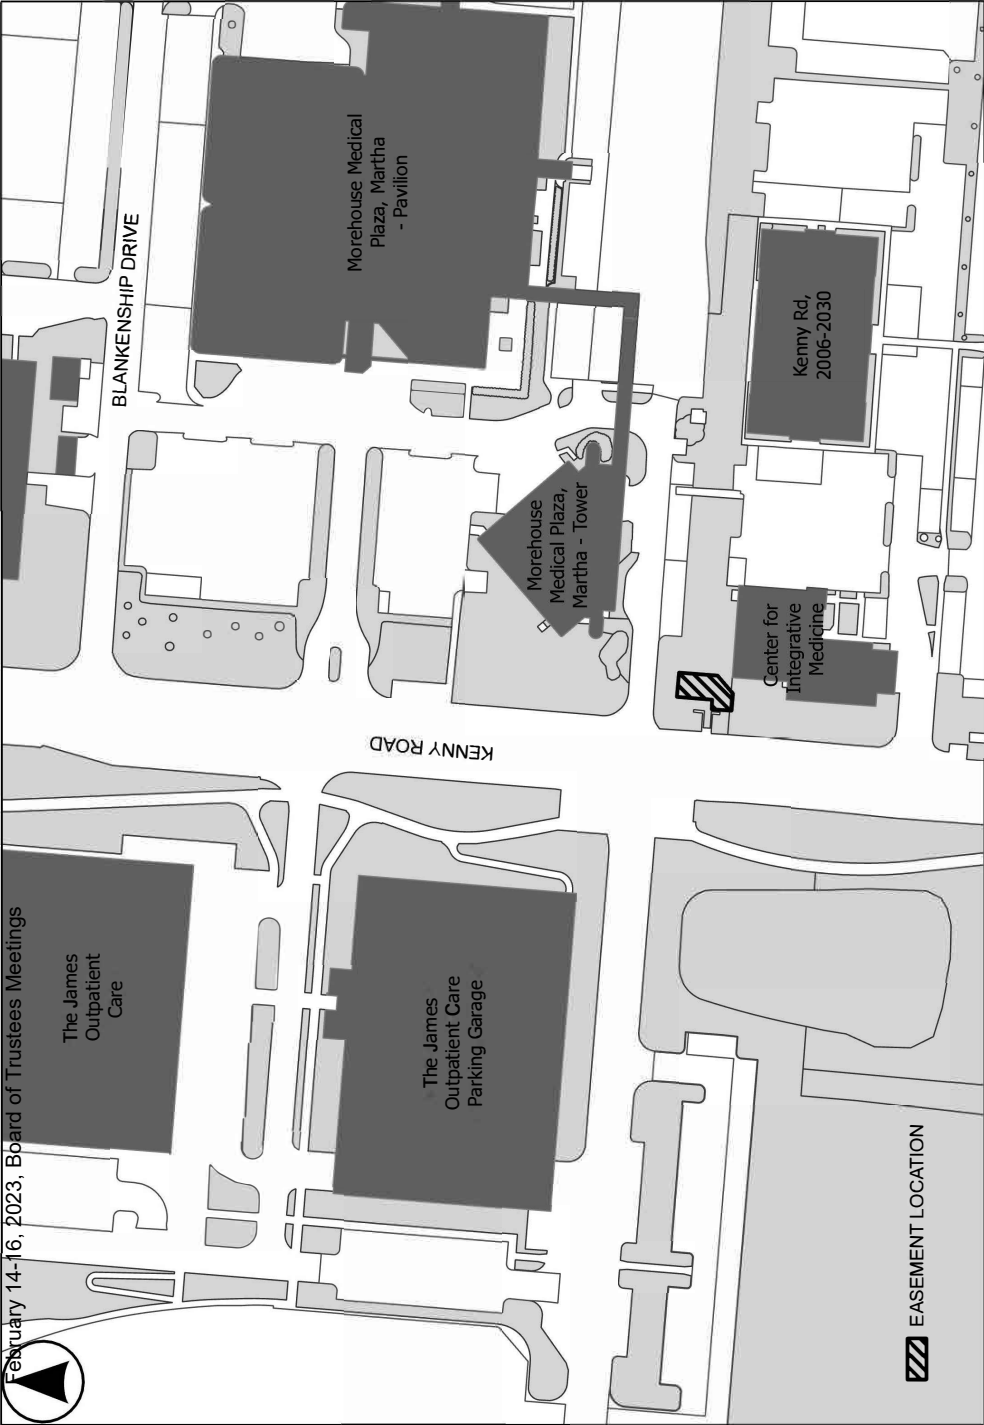 February 14-16, 2023, Board of Trustees Meetings
The James
Outpatient
Care
The James
Outpatient Care
Parking Garage
KENNY ROAD
BLANKENSHIP DRIVE
Morehouse Medical
Plaza, Martha
- Pavilion
Morehouse
Medical Plaza,
Martha - Tower
Center for
Integrative
Medicine
Kenny Rd,
2006-2030
EASEMENT LOCATION